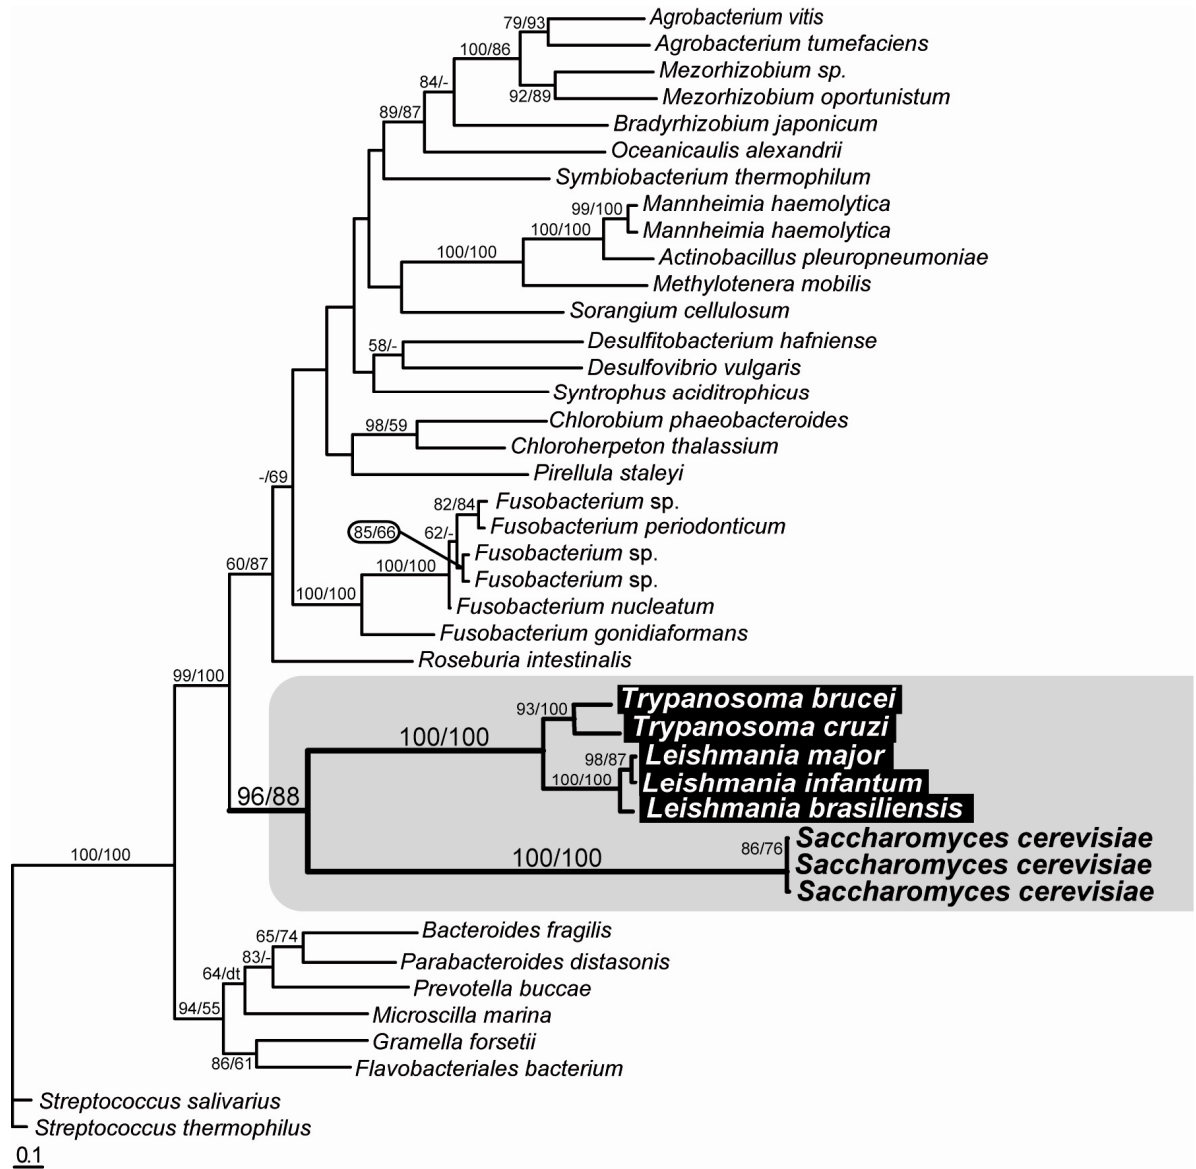 79/93
Agrobacterium vitis
100/86
Agrobacterium tumefaciens
Mezorhizobium sp.
84/-
92/89
Mezorhizobium oportunistum
89/87
Bradyrhizobium japonicum
Oceanicaulis alexandrii
Symbiobacterium thermophilum
99/100
Mannheimia haemolytica
100/100
Mannheimia haemolytica
100/100
Actinobacillus pleuropneumoniae
Methylotenera mobilis
Sorangium cellulosum
58/-
Desulfitobacterium hafniense
Desulfovibrio vulgaris
Syntrophus aciditrophicus
98/59
Chlorobium phaeobacteroides
Chloroherpeton thalassium
-/69
Pirellula staleyi
82/84
Fusobacterium sp.
85/66
62/-
Fusobacterium periodonticum
Fusobacterium sp.
60/87
100/100
Fusobacterium sp.
100/100
Fusobacterium nucleatum
Fusobacterium gonidiaformans
Roseburia intestinalis
99/100
93/100
Trypanosoma brucei
100/100
Trypanosoma cruzi
98/87
Leishmania major
100/100
Leishmania infantum
96/88
Leishmania brasiliensis
86/76
Saccharomyces cerevisiae
100/100
100/100
Saccharomyces cerevisiae
Saccharomyces cerevisiae
65/74
Bacteroides fragilis
83/-
Parabacteroides distasonis
64/dt
Prevotella buccae
94/55
Microscilla marina
Gramella forsetii
86/61
Flavobacteriales bacterium
Streptococcus salivarius
Streptococcus thermophilus
0.1